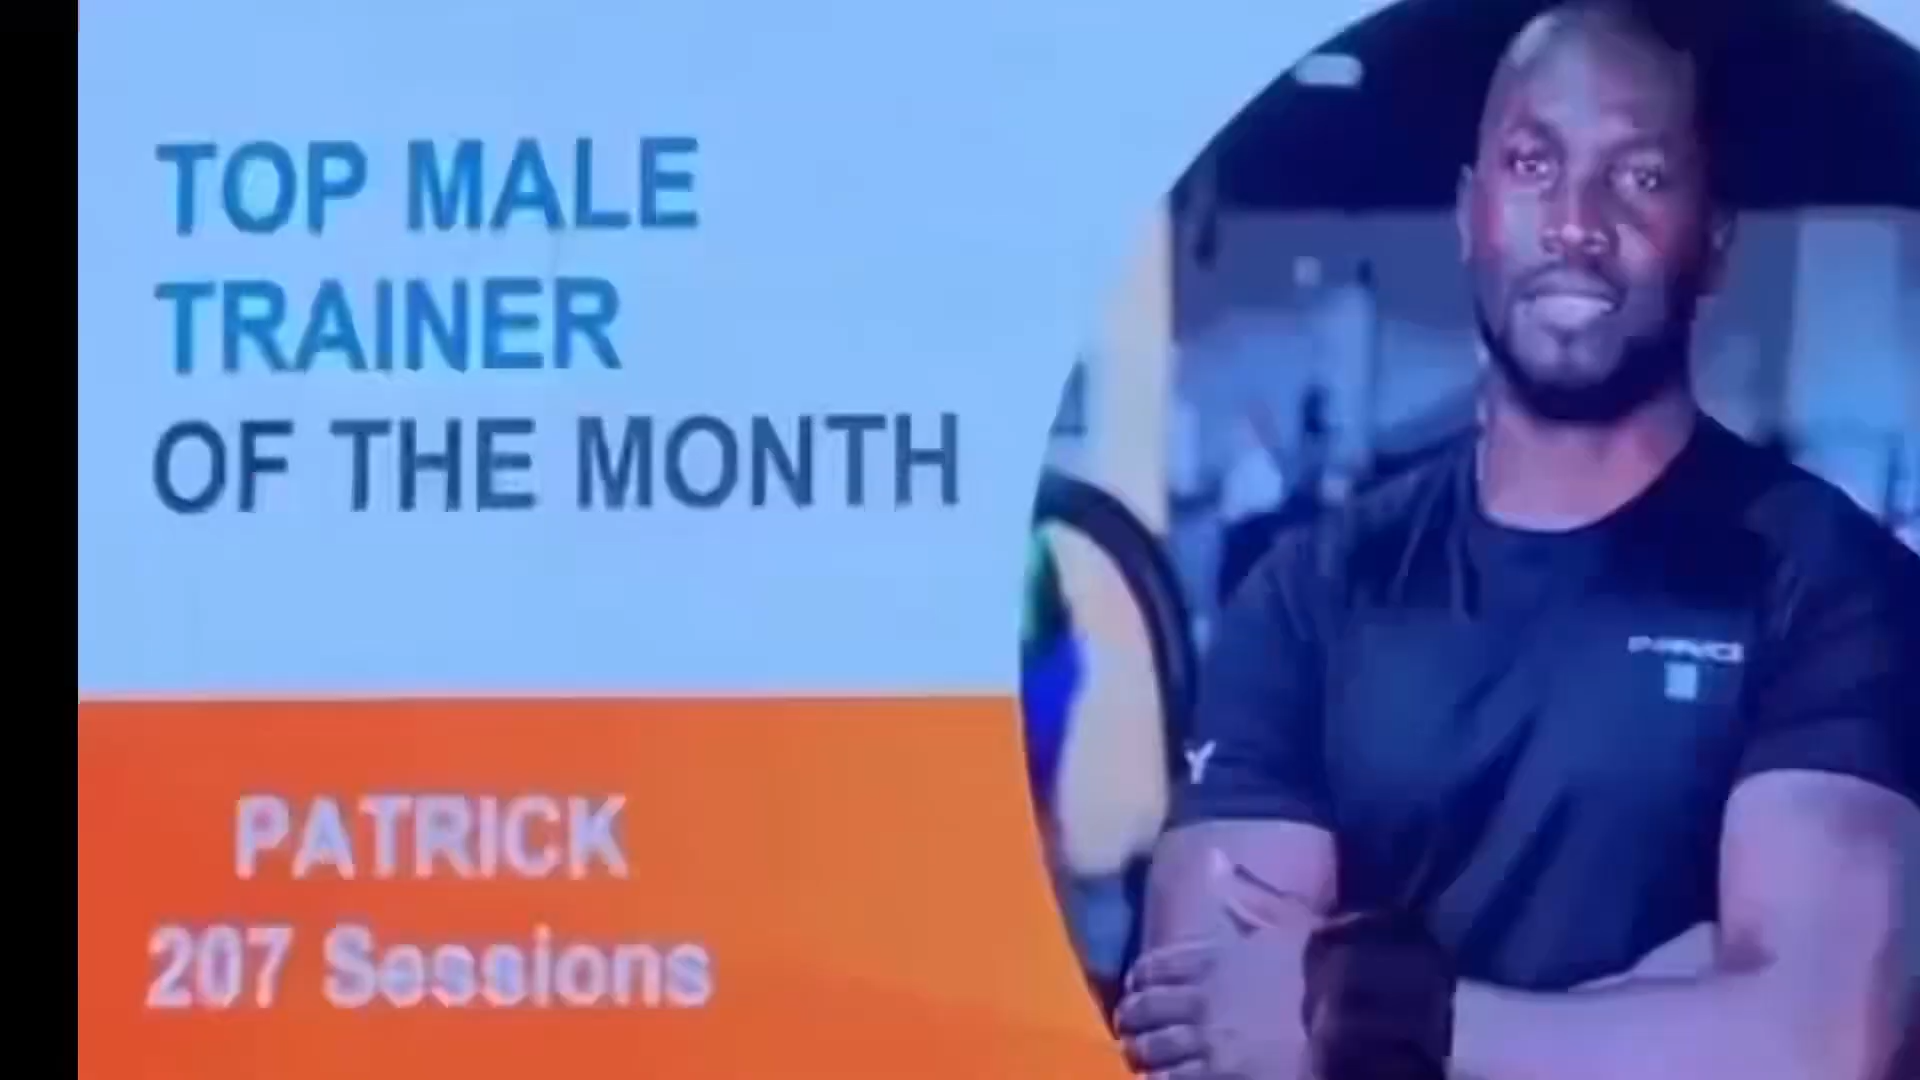 TOP MALE
TRAINER
OF THE MONTH
PATRICK
207 Sessions